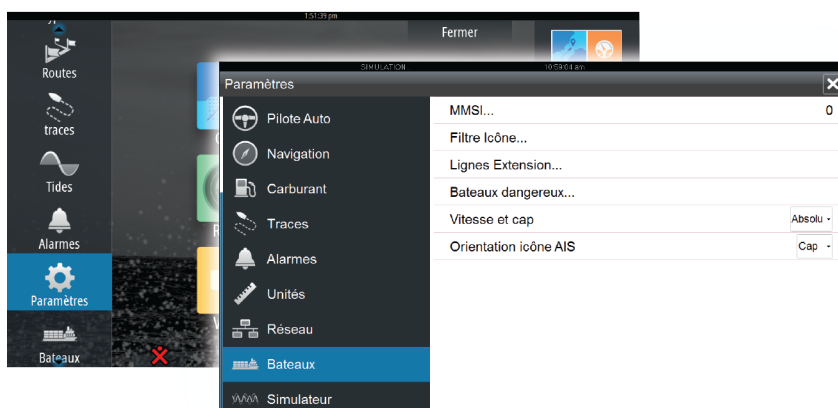 1:51:39 pm
Fermer
Routes
traces
Tides
Alarmes
Paramètres
Bateaux
SIMULATION 10:59:04 am
Paramètres
Pilote Auto
Navigation
Carburant
Traces
Alarmes
Unités
Réseau
Bateaux
Simulateur
MMSI... 0
Filtre Icône...
Lignes Extension...
Bateaux dangereux...
Vitesse et cap Absolu
Orientation icône AIS Cap